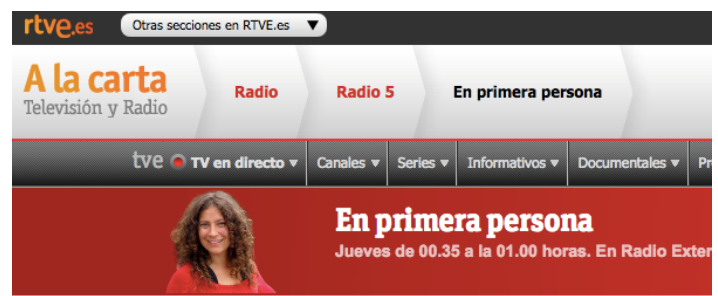 rtve.es Otras secciones en RTVE.es
A la carta
Televisión y Radio
Radio Radio 5 En primera persona
tve TV en directo Canales Series Informativos Documentales
En primera persona
Jueves de 00.35 a la 01.00 horas. En Radio